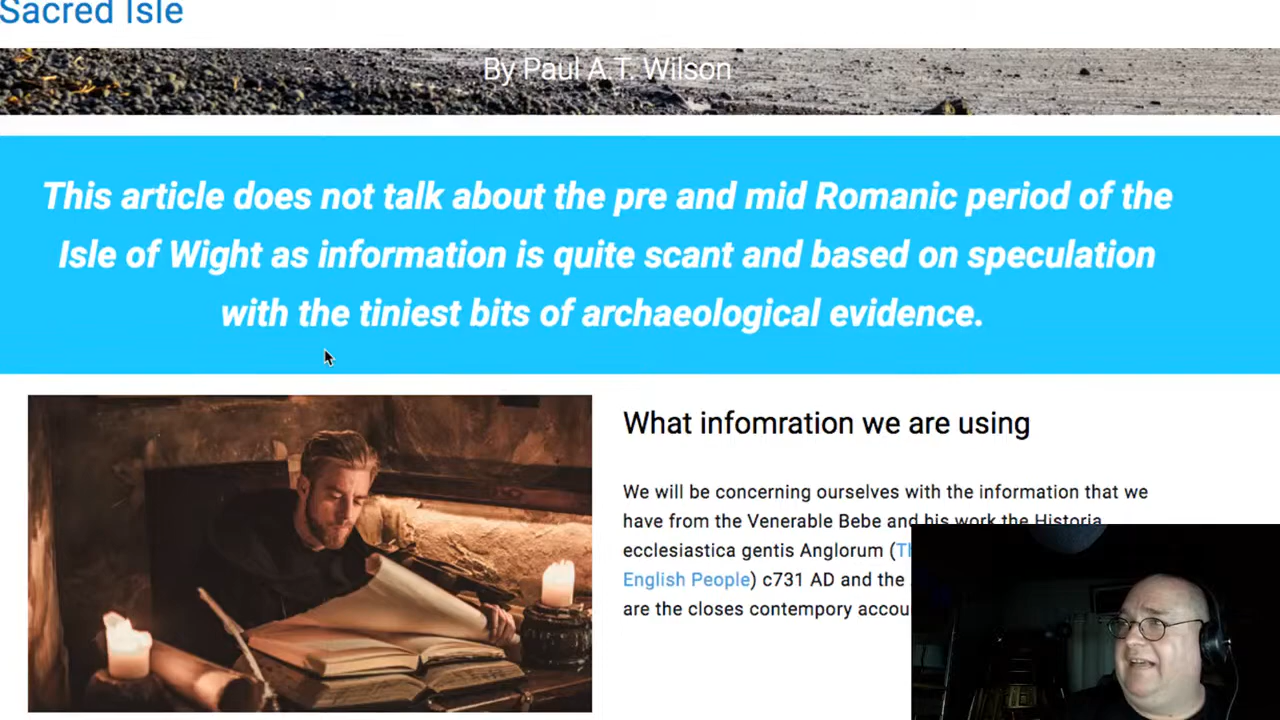 Sacred Isle
By Paul A.T. Wilson
This article does not talk about the pre and mid Romanic period of the
Isle of Wight as information is quite scant and based on speculation
with the tiniest bits of archaeological evidence.
What infomration we are using
We will be concerning ourselves with the information that we
have from the Venerable Bebe and his work the Historia
ecclesiastica gentis Anglorum (
English People) c731 AD and the
are the closes contempory